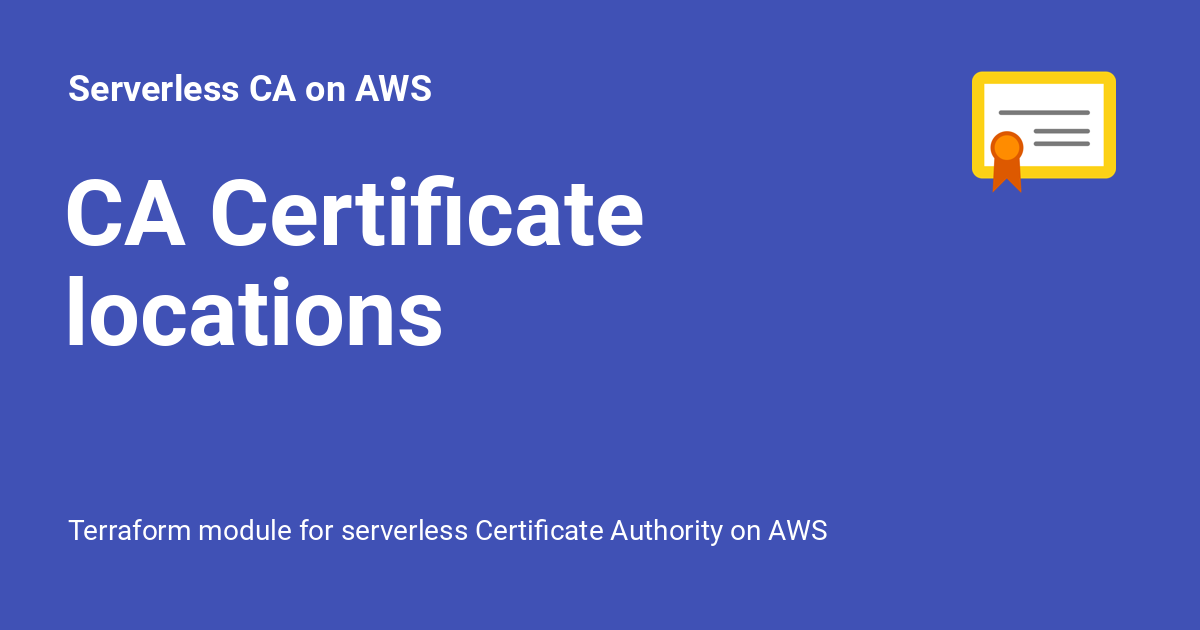 Serverless CA on AWS
CA Certificate
locations
Terraform module for serverless Certificate Authority on AWS